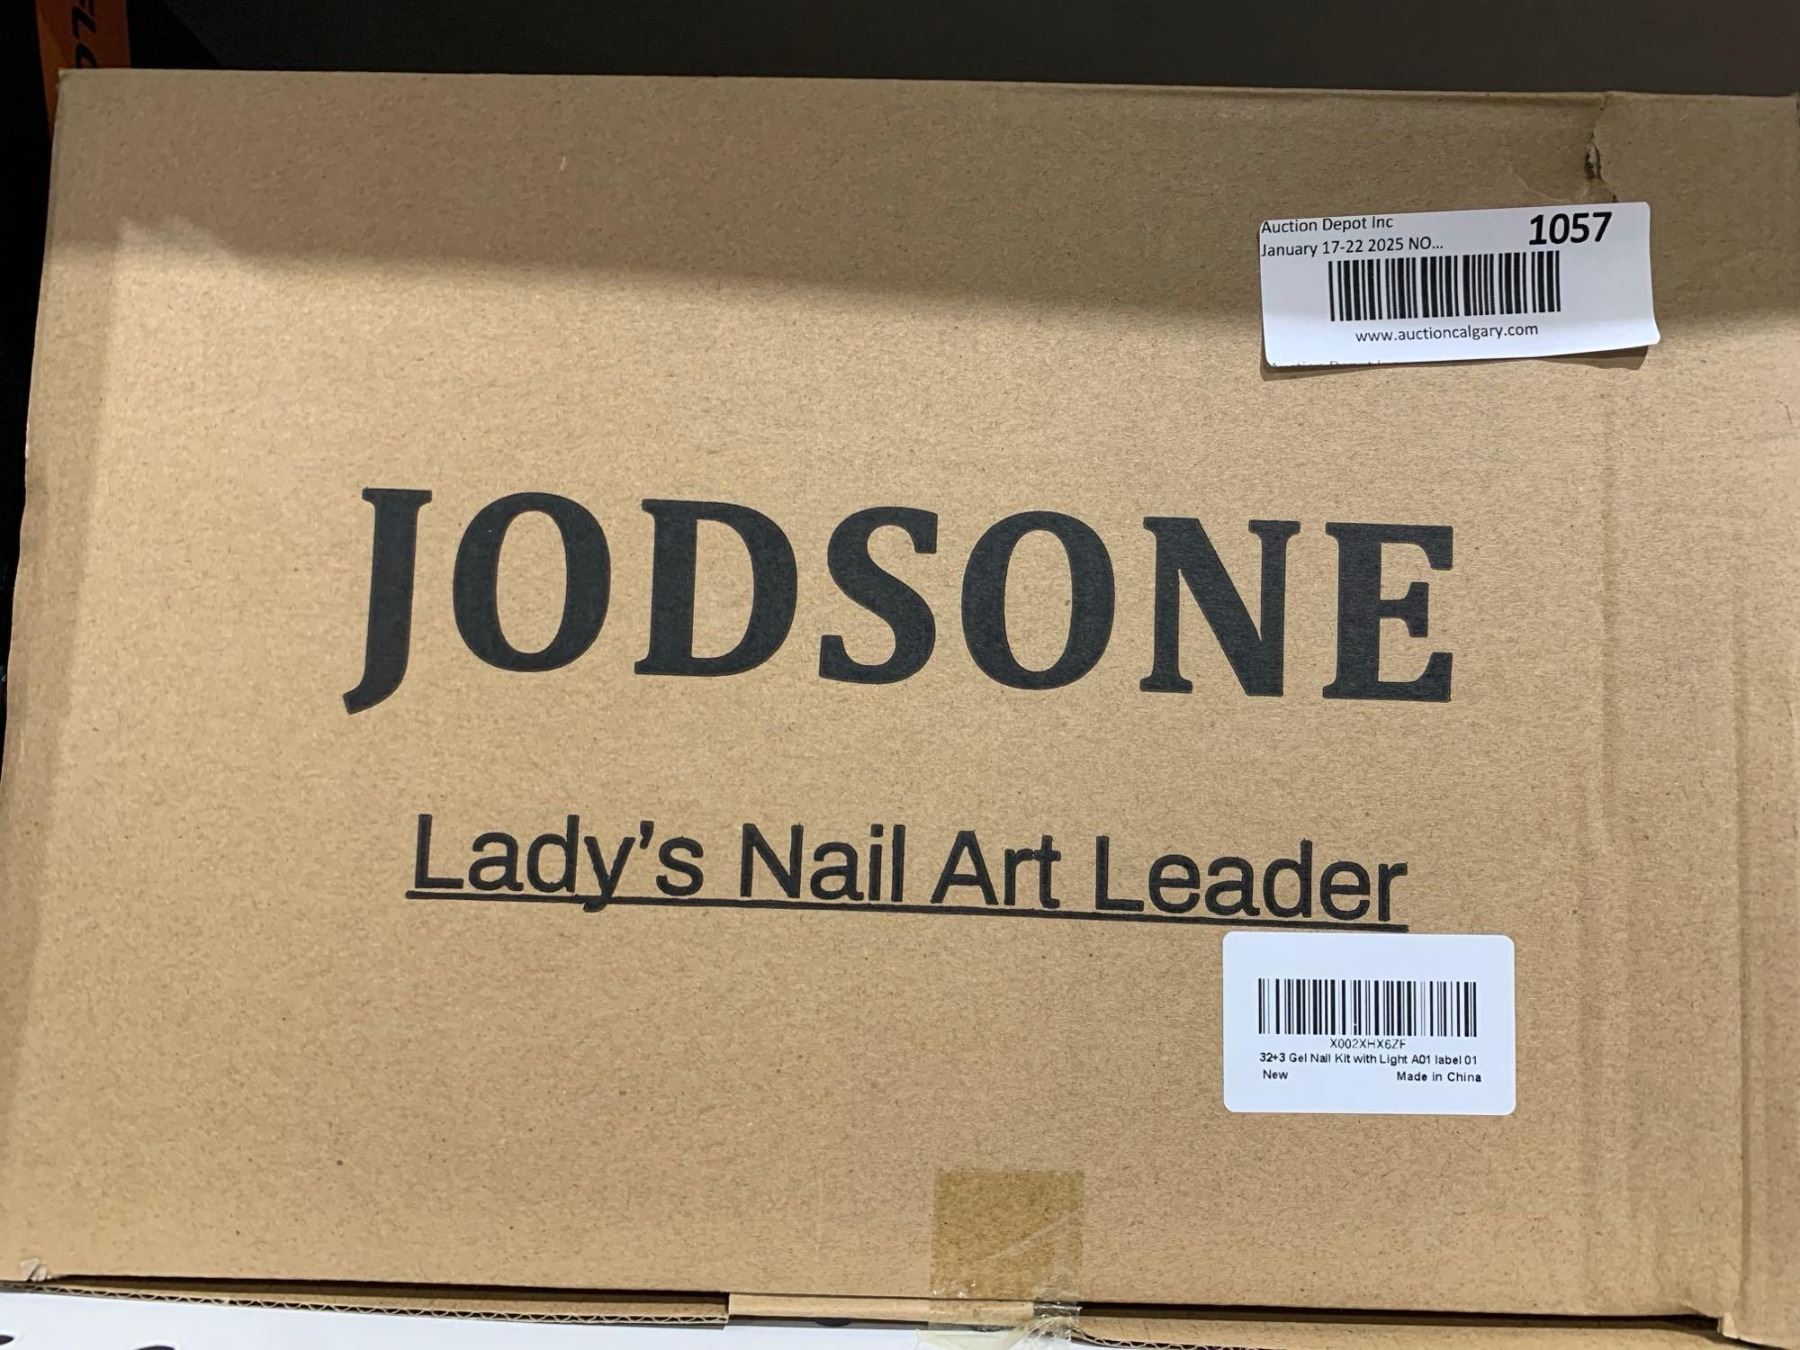 FLO
Auction Depot Inc
1057
January 17-22 2025 NO...
www.auctioncalgary.com
JODSONE
Lady's Nail Art Leader
X002XHX6ZF
32+3 Gel Nail Kit with Light A01 label 01
New
Made in China